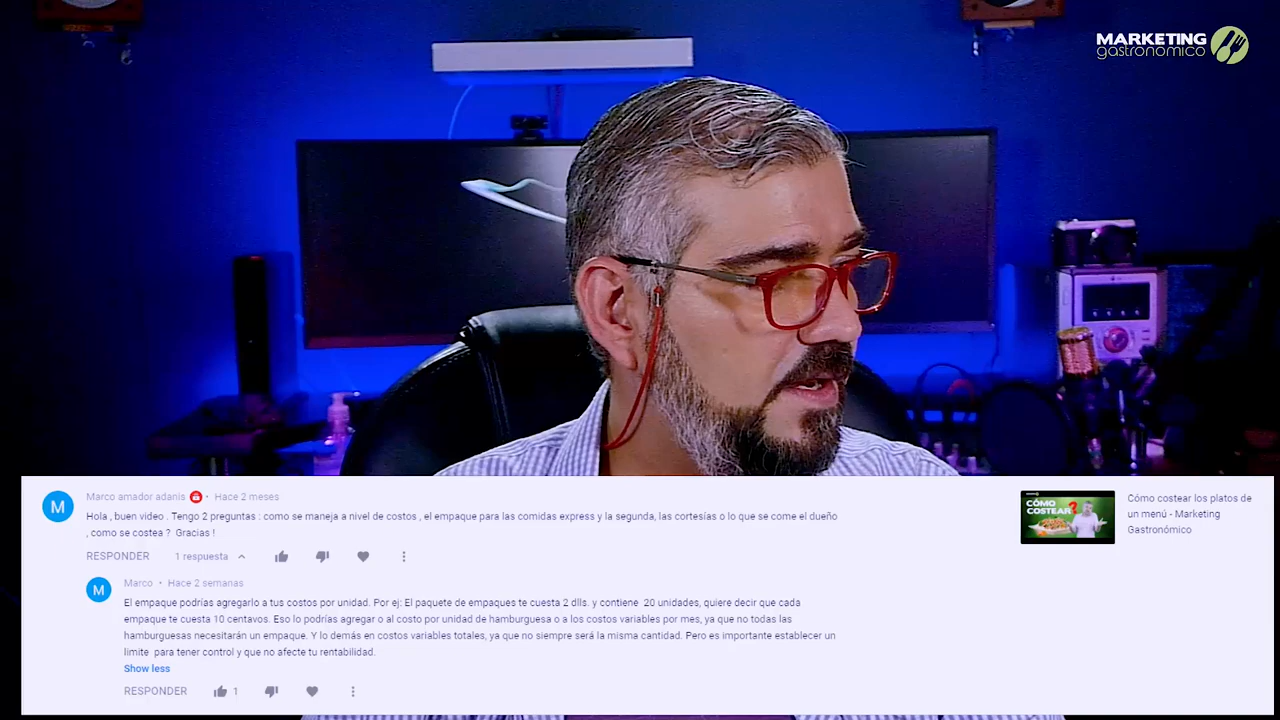 MARKETING
gastronómico
Marco amador adanis • Hace 2 meses
Hola , buen video . Tengo 2 preguntas : como se maneja a nivel de costos , el empaque para las comidas express y la segunda, las cortesías o lo que se come el dueño
, como se costea ? Gracias !
RESPONDER 1 respuesta
Marco • Hace 2 semanas
El empaque podrías agregarlo a tus costos por unidad. Por ej: El paquete de empaques te cuesta 2 dlls. y contiene 20 unidades, quiere decir que cada
empaque te cuesta 10 centavos. Eso lo podrías agregar o al costo por unidad de hamburguesa o a los costos variables por mes, ya que no todas las
hamburguesas necesitarán un empaque. Y lo demás en costos variables totales, ya que no siempre será la misma cantidad. Pero es importante establecer un
límite para tener control y que no afecte tu rentabilidad.
Show less
RESPONDER 1
M
M
CÓMO
COSTEAR?
Cómo costear los platos de
un menú - Marketing
Gastronómico